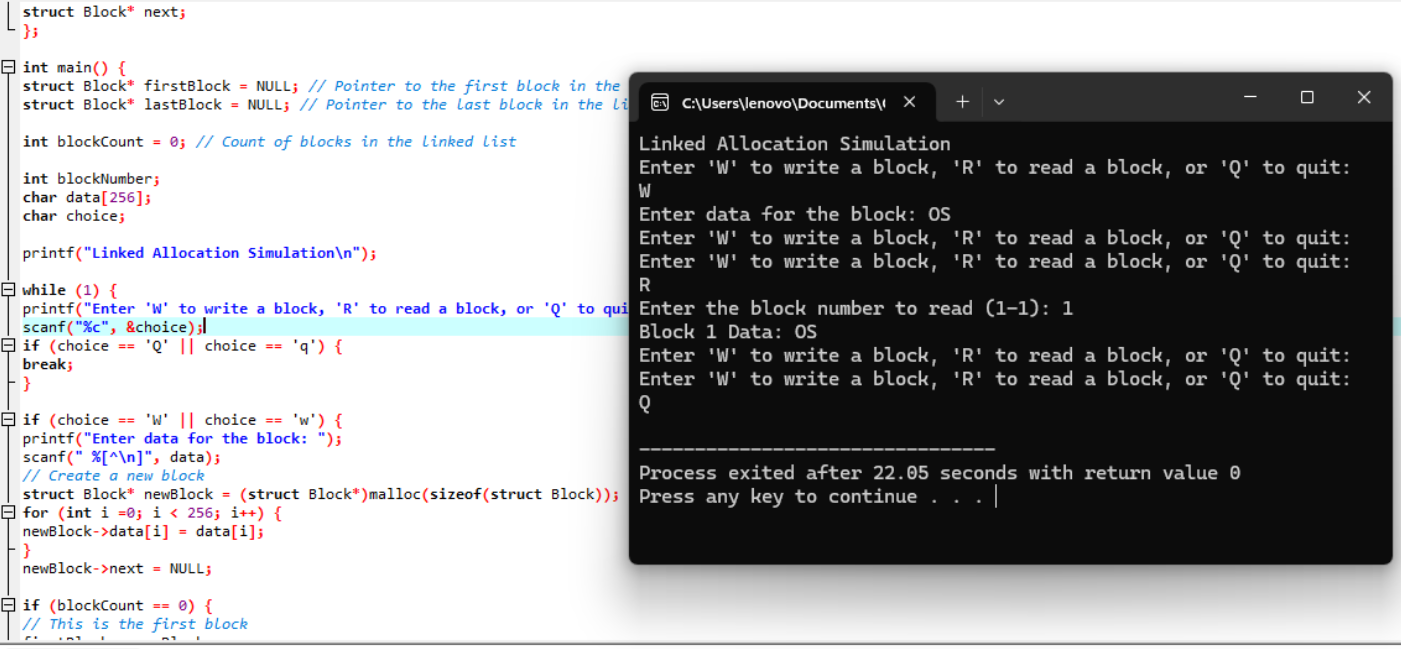 struct Block* next;
};
int main() {
struct Block* firstBlock = NULL; // Pointer to the first block in the
struct Block* lastBlock = NULL; // Pointer to the last block in the li
int blockCount = 0; // Count of blocks in the linked list
int blockNumber;
char data[256];
char choice;
printf("Linked Allocation Simulation\n");
while (1) {
printf("Enter 'W' to write a block, 'R' to read a block, or 'Q' to qui
scanf("%c", &choice);
if (choice == 'Q' || choice == 'q') {
break;
}
if (choice == 'W' || choice == 'w') {
printf("Enter data for the block: ");
scanf(" %[^\n]", data);
// Create a new block
struct Block* newBlock = (struct Block*)malloc(sizeof(struct Block));
for (int i =0; i < 256; i++) {
newBlock->data[i] = data[i];
}
newBlock->next = NULL;
if (blockCount == 0) {
// This is the first block
C:\Users\lenovo\Documents\
Linked Allocation Simulation
Enter 'W' to write a block, 'R' to read a block, or 'Q' to quit:
W
Enter data for the block: OS
Enter 'W' to write a block, 'R' to read a block, or 'Q' to quit:
Enter 'W' to write a block, 'R' to read a block, or 'Q' to quit:
R
Enter the block number to read (1-1): 1
Block 1 Data: OS
Enter 'W' to write a block, 'R' to read a block, or 'Q' to quit:
Enter 'W' to write a block, 'R' to read a block, or 'Q' to quit:
Q
--------------------------------
Process exited after 22.05 seconds with return value 0
Press any key to continue . . .